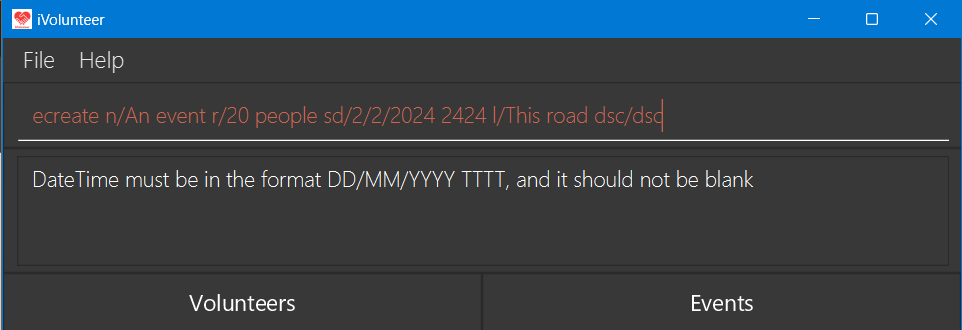 iVolunteer
File Help
ecreate n/An event r/20 people sd/2/2/2024 2424 l/This road dsc/dsc
DateTime must be in the format DD/MM/YYYY TTTT, and it should not be blank
Volunteers Events